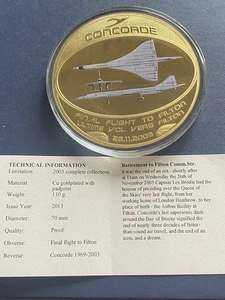 CONCORDE
FINAL FLIGHT TO FILTON
ULTIME VOL VERS FILTON
26.11.2003
TECHNICAL INFORMATION
Limitation: 2003 complete collections
Material: Cu goldplated with
padprint
Weight: g
Issue Year: 2013
Diameter: 70 mm
Quality: Proof
Obverse: Final flight to Filton
Reverse: Concorde 1969-2003
Retirement to Filton Comm.Str.
It was the end of an era - shortly after
at 11am on Wednesday the 26th of
November 2003 Captain Les Brodie had the
honour of presiding over the Queen of
the Skies' very last flight, from her
working home of London Heathrow, to her
place of birth - the Airbus facility at
Filton. Concorde's last supersonic dash
around the Bay of Biscay signified the
end of nearly three decades of faster-
than-sound air travel, and the end of an
icon, and a dream.